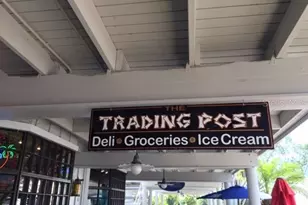 THE
TRADING POST
Deli • Groceries • Ice Cream